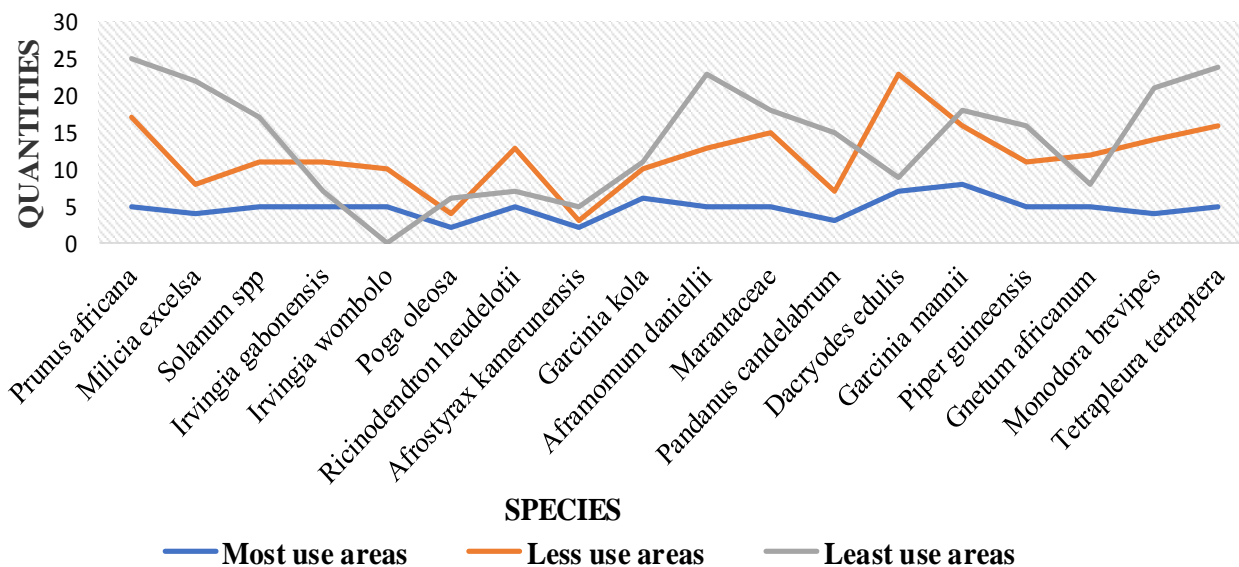 QUANTITIES
30
25
20
15
10
5
0
Prunus africana
Milicia excelsa
Solanum spp
Irvingia gabonensis
Irvingia wombolo
Poga oleosa
Ricinodendron heudelotii
Afrostyrax kamerunensis
Garcinia kola
Aframomum daniellii
Marantaceae
Pandanus candelabrum
Dacryodes edulis
Garcinia mannii
Piper guineensis
Gnetum africanum
Monodora brevipes
Tetrapleura tetraptera
SPECIES
Most use areas Less use areas Least use areas